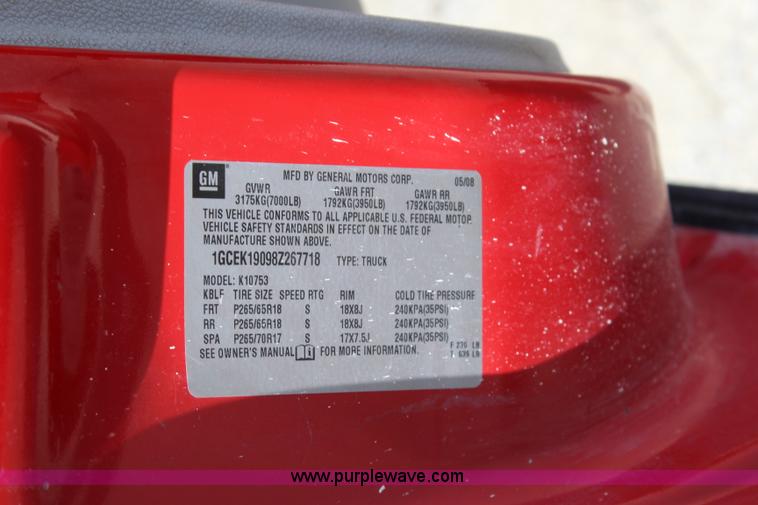 GM MFD BY GENERAL MOTORS CORP. 05/08
GVWR GAWR FRT GAWR RR
3175KG(7000LB) 1792KG(3950LB) 1792KG(3950LB)
THIS VEHICLE CONFORMS TO ALL APPLICABLE U.S. FEDERAL MOTOR
VEHICLE SAFETY STANDARDS IN EFFECT ON THE DATE OF
MANUFACTURE SHOWN ABOVE.
1GCEK19098Z267718 TYPE: TRUCK
MODEL: K10753
KBLF TIRE SIZE SPEED RTG RIM COLD TIRE PRESSURE
FRT P265/65R18 S 18X8J 240KPA(35PSI)
RR P265/65R18 S 18X8J 240KPA(35PSI)
SPA P265/70R17 S 17X7.5J 240KPA(35PSI)
SEE OWNER'S MANUAL FOR MORE INFORMATION.
F 236 LB
T 639 LB
www.purplewave.com